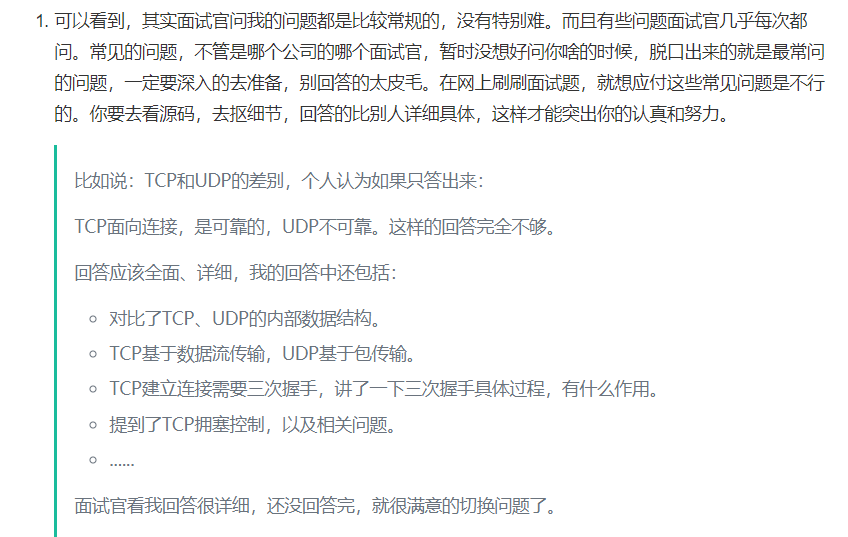 1. 可以看到，其实面试官问我的问题都是比较常规的，没有特别难。而且有些问题面试官几乎每次都
问。常见的问题，不管是哪个公司的哪个面试官，暂时没想好问你啥的时候，脱口出来的就是最常问
的问题，一定要深入的去准备，别回答的太皮毛。在网上刷刷面试题，就想应付这些常见问题是不行
的。你要去看源码，去抠细节，回答的比别人详细具体，这样才能突出你的认真和努力。
比如说：TCP和UDP的差别，个人认为如果只答出来：
TCP面向连接，是可靠的，UDP不可靠。这样的回答完全不够。
回答应该全面、详细，我的回答中还包括：
○ 对比了TCP、UDP的内部数据结构。
○ TCP基于数据流传输，UDP基于包传输。
○ TCP建立连接需要三次握手，讲了一下三次握手具体过程，有什么作用。
○ 提到了TCP拥塞控制，以及相关问题。
○ ......
面试官看我回答很详细，还没回答完，就很满意的切换问题了。